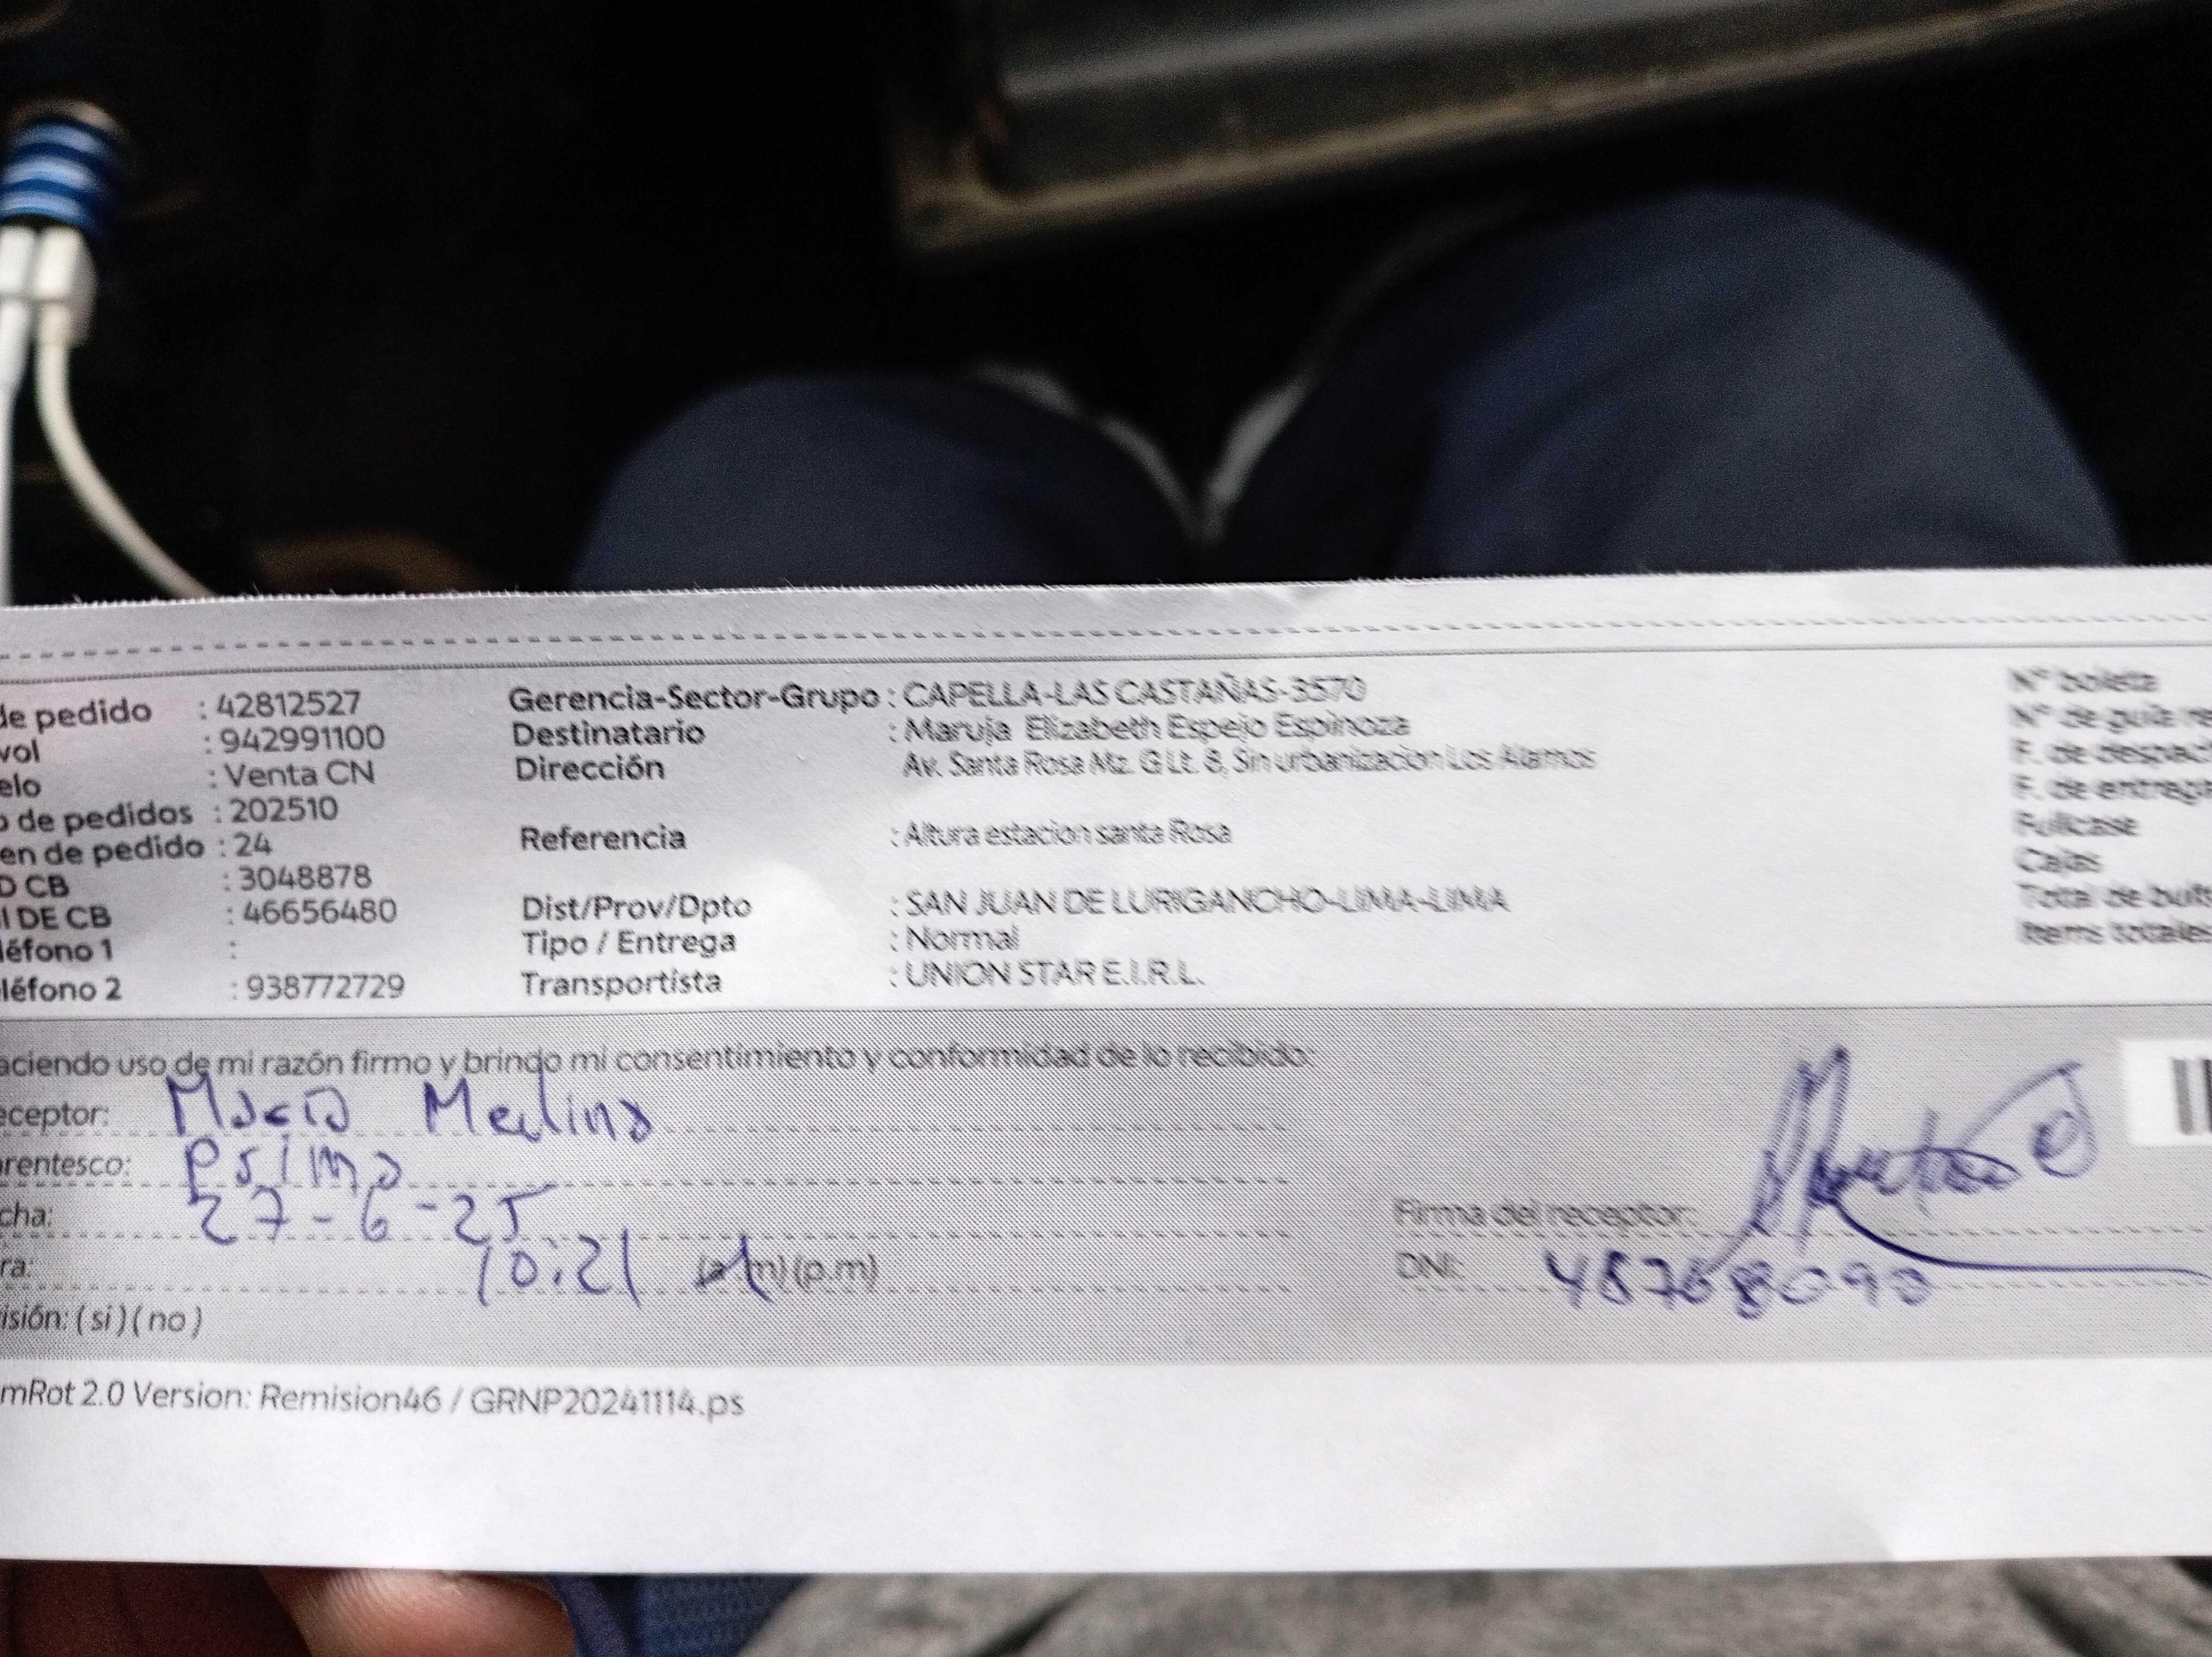 de pedido : 42812527 Gerencia-Sector-Grupo : CAPELLA-LAS CASTAÑAS-3570 N° boleta
vol : 942991100 Destinatario : Maruja Elizabeth Espejo Espinoza N° de guía re
elo : Venta CN Dirección Av. Santa Rosa Mz. G Lt. 8, Sin urbanizacion Los Alamos F. de despac
o de pedidos : 202510 F. de entrega
en de pedido : 24 Referencia : Altura estacion santa Rosa Fullcase
D CB : 3048878 Cajas
I DE CB : 46656480 Dist/Prov/Dpto : SAN JUAN DE LURIGANCHO-LIMA-LIMA Total de bult
léfono 1 : Tipo / Entrega : Normal Items totales
léfono 2 : 938772729 Transportista : UNION STAR E.I.R.L.
aciendo uso de mi razón firmo y brindo mi consentimiento y conformidad de lo recibido:
eceptor: Medina
rentesco:
cha: 27-6-25 Firma del receptor:
ra: 10:21 (a.m)(p.m) DNI: 48768090
isión: (si)(no)
mRot 2.0 Version: Remision46 / GRNP20241114.ps